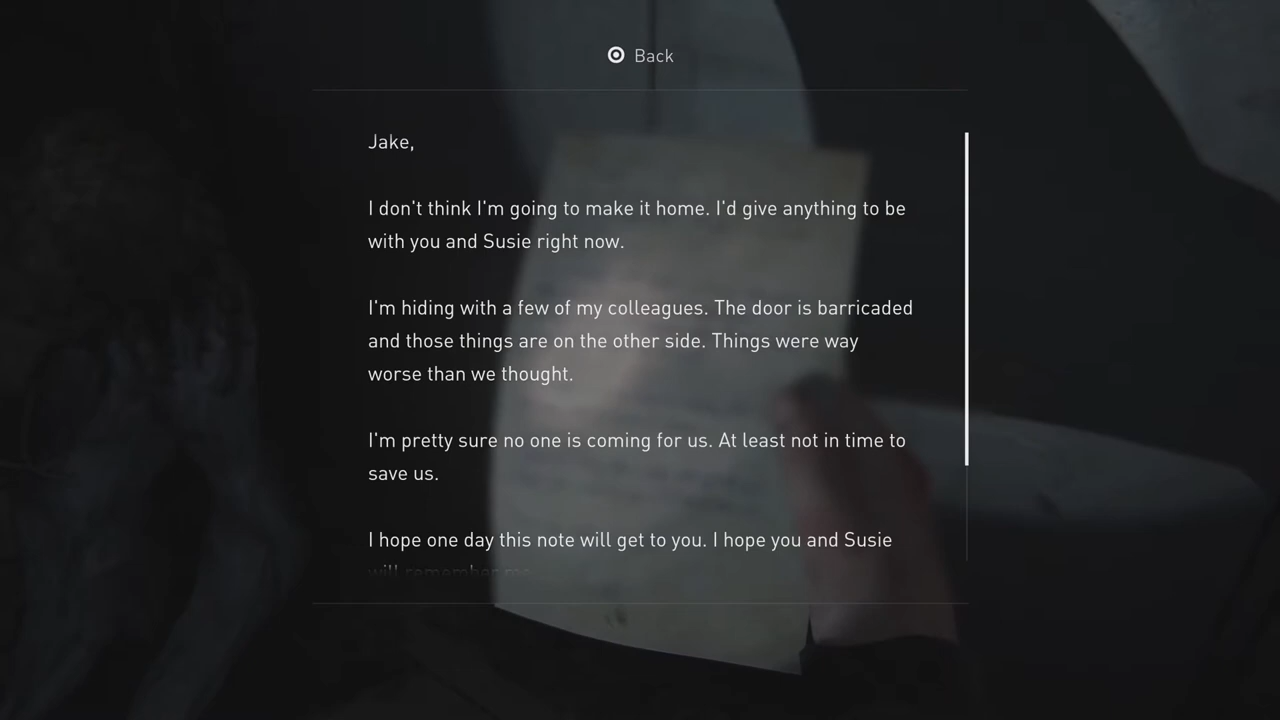 Back
Jake,
I don't think I'm going to make it home. I'd give anything to be
with you and Susie right now.
I'm hiding with a few of my colleagues. The door is barricaded
and those things are on the other side. Things were way
worse than we thought.
I'm pretty sure no one is coming for us. At least not in time to
save us.
I hope one day this note will get to you. I hope you and Susie
will remember me